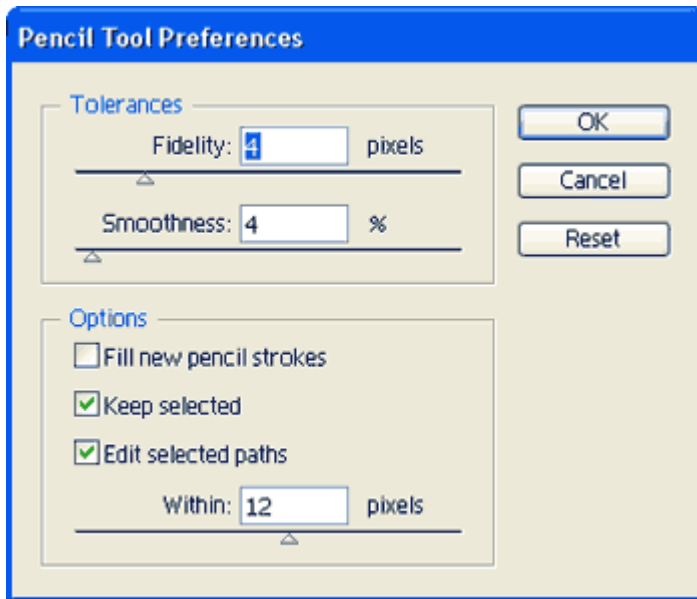 Pencil Tool Preferences
Tolerances
Fidelity: 4 pixels
Smoothness: 4 %
OK
Cancel
Reset
Options
Fill new pencil strokes
Keep selected
Edit selected paths
Within: 12 pixels